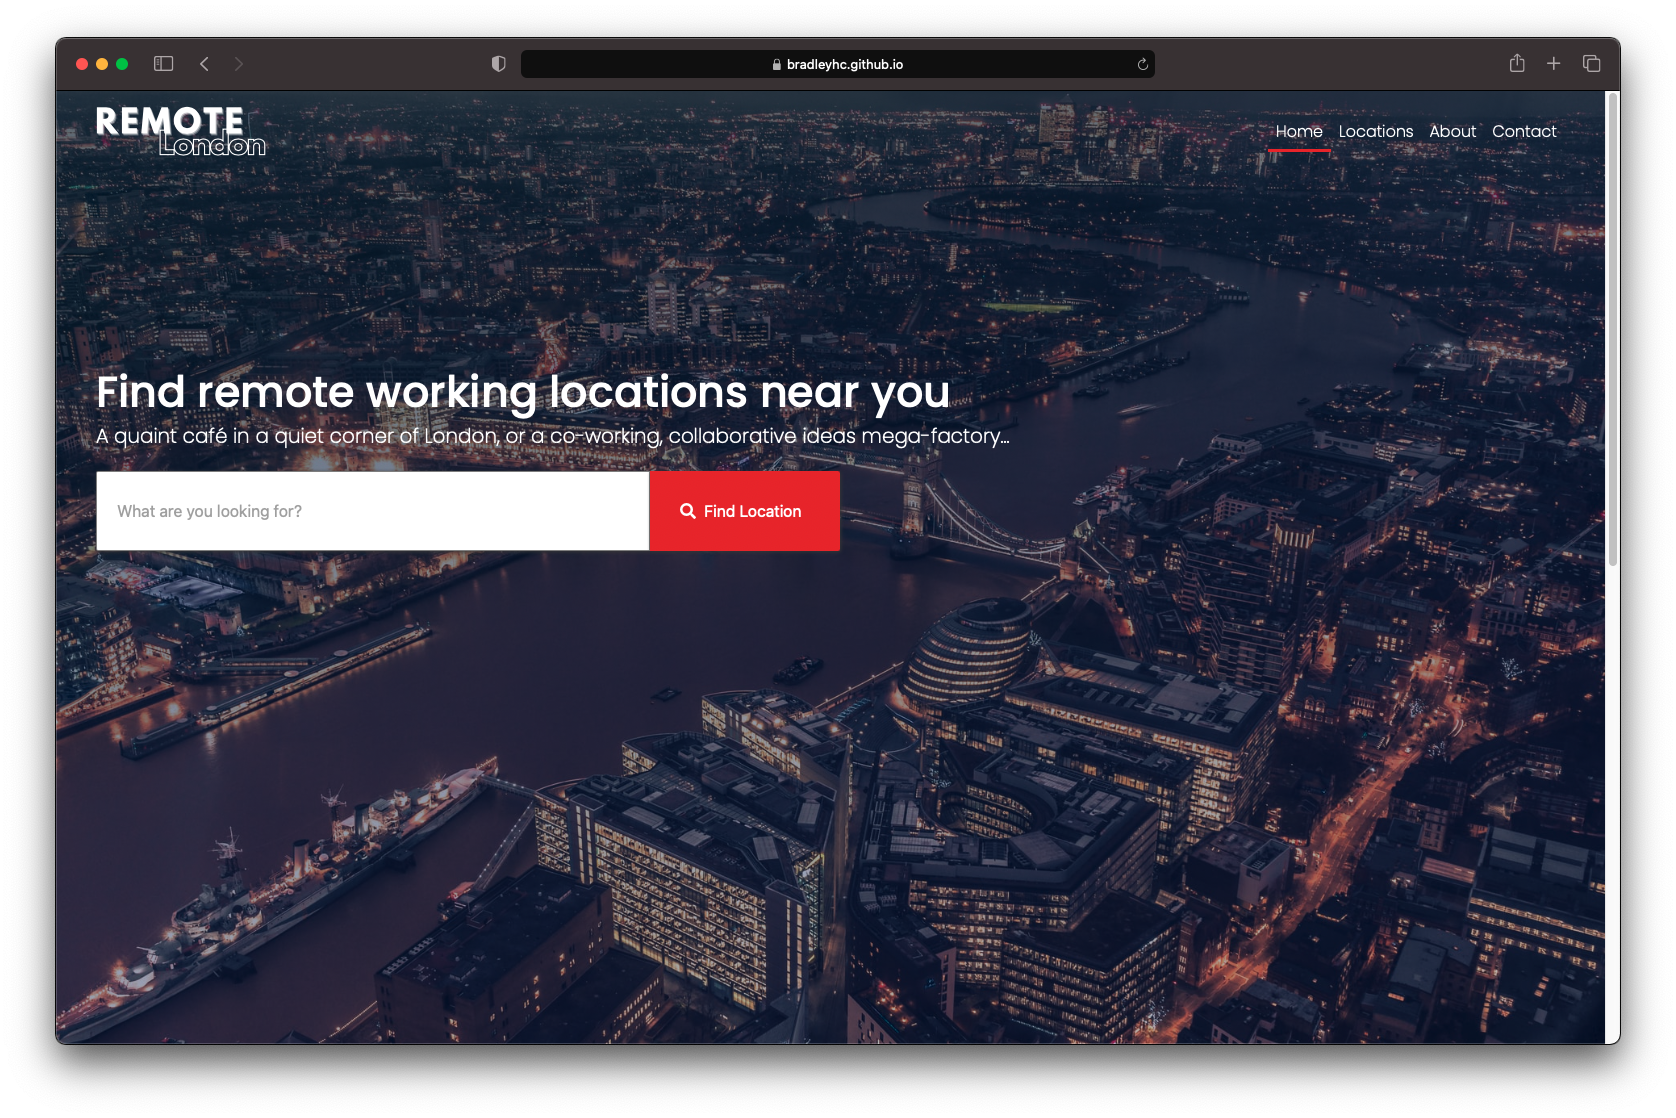 bradleyhc.github.io
REMOTE
London
Home Locations About Contact
Find remote working locations near you
A quaint café in a quiet corner of London, or a co-working, collaborative ideas mega-factory...
What are you looking for?
Find Location